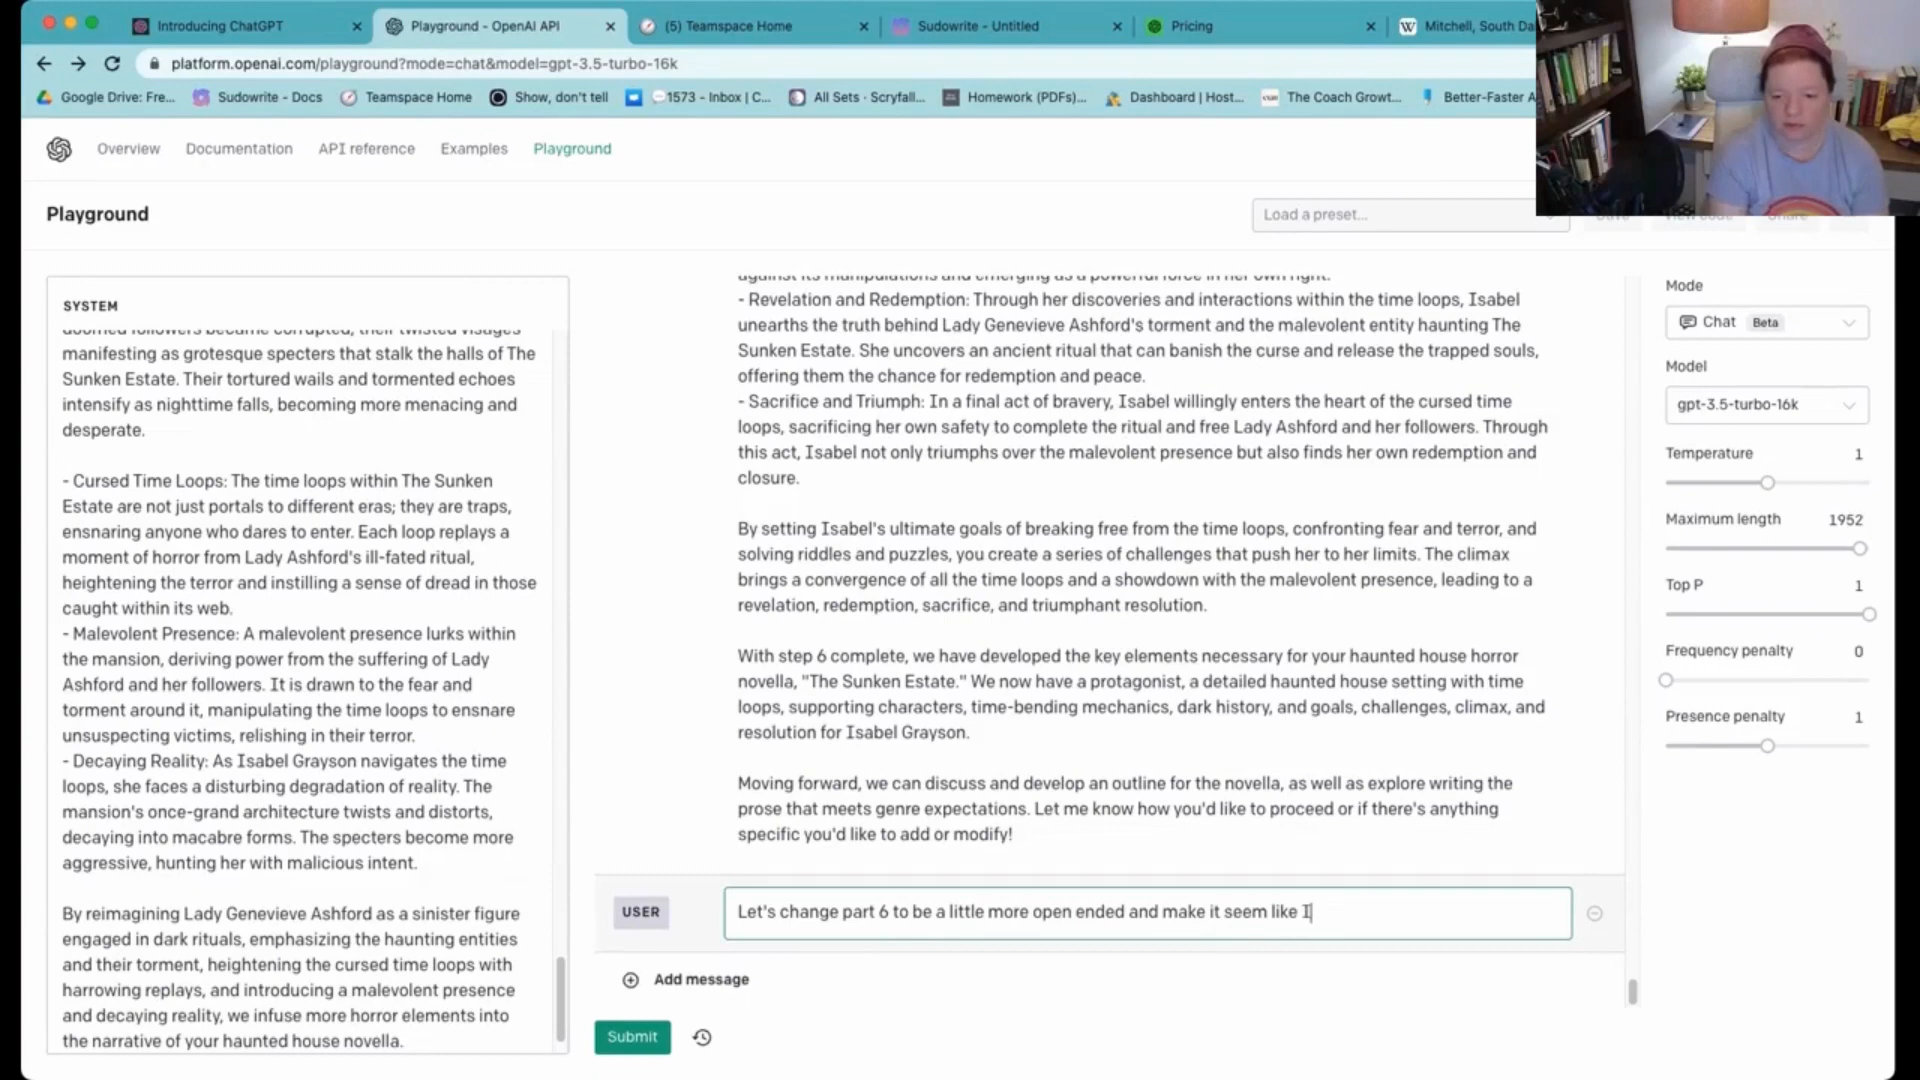 Introducing ChatGPT
Playground - OpenAI API
(5) Teamspace Home
Sudowrite - Untitled
Pricing
Mitchell, South Da
platform.openai.com/playground?mode=chat&model=gpt-3.5-turbo-16k
Google Drive: Fre...
Sudowrite - Docs
Teamspace Home
Show, don't tell
1573 - Inbox | C...
All Sets · Scryfall...
Homework (PDFs)...
Dashboard | Host...
The Coach Growt...
Better-Faster A
Overview
Documentation
API reference
Examples
Playground
Playground
Load a preset...
SYSTEM
doomed followers became corrupted, their twisted visages
manifesting as grotesque specters that stalk the halls of The
Sunken Estate. Their tortured wails and tormented echoes
intensify as nighttime falls, becoming more menacing and
desperate.
- Cursed Time Loops: The time loops within The Sunken
Estate are not just portals to different eras; they are traps,
ensnaring anyone who dares to enter. Each loop replays a
moment of horror from Lady Ashford's ill-fated ritual,
heightening the terror and instilling a sense of dread in those
caught within its web.
- Malevolent Presence: A malevolent presence lurks within
the mansion, deriving power from the suffering of Lady
Ashford and her followers. It is drawn to the fear and
torment around it, manipulating the time loops to ensnare
unsuspecting victims, relishing in their terror.
- Decaying Reality: As Isabel Grayson navigates the time
loops, she faces a disturbing degradation of reality. The
mansion's once-grand architecture twists and distorts,
decaying into macabre forms. The specters become more
aggressive, hunting her with malicious intent.
By reimagining Lady Genevieve Ashford as a sinister figure
engaged in dark rituals, emphasizing the haunting entities
and their torment, heightening the cursed time loops with
harrowing replays, and introducing a malevolent presence
and decaying reality, we infuse more horror elements into
the narrative of your haunted house novella.
against its manipulations and emerging as a powerful force in her own right.
- Revelation and Redemption: Through her discoveries and interactions within the time loops, Isabel
unearths the truth behind Lady Genevieve Ashford's torment and the malevolent entity haunting The
Sunken Estate. She uncovers an ancient ritual that can banish the curse and release the trapped souls,
offering them the chance for redemption and peace.
- Sacrifice and Triumph: In a final act of bravery, Isabel willingly enters the heart of the cursed time
loops, sacrificing her own safety to complete the ritual and free Lady Ashford and her followers. Through
this act, Isabel not only triumphs over the malevolent presence but also finds her own redemption and
closure.
By setting Isabel's ultimate goals of breaking free from the time loops, confronting fear and terror, and
solving riddles and puzzles, you create a series of challenges that push her to her limits. The climax
brings a convergence of all the time loops and a showdown with the malevolent presence, leading to a
revelation, redemption, sacrifice, and triumphant resolution.
With step 6 complete, we have developed the key elements necessary for your haunted house horror
novella, "The Sunken Estate." We now have a protagonist, a detailed haunted house setting with time
loops, supporting characters, time-bending mechanics, dark history, and goals, challenges, climax, and
resolution for Isabel Grayson.
Moving forward, we can discuss and develop an outline for the novella, as well as explore writing the
prose that meets genre expectations. Let me know how you'd like to proceed or if there's anything
specific you'd like to add or modify!
USER
Let's change part 6 to be a little more open ended and make it seem like I
Add message
Submit
Mode
Chat Beta
Model
gpt-3.5-turbo-16k
Temperature 1
Maximum length 1952
Top P 1
Frequency penalty 0
Presence penalty 1